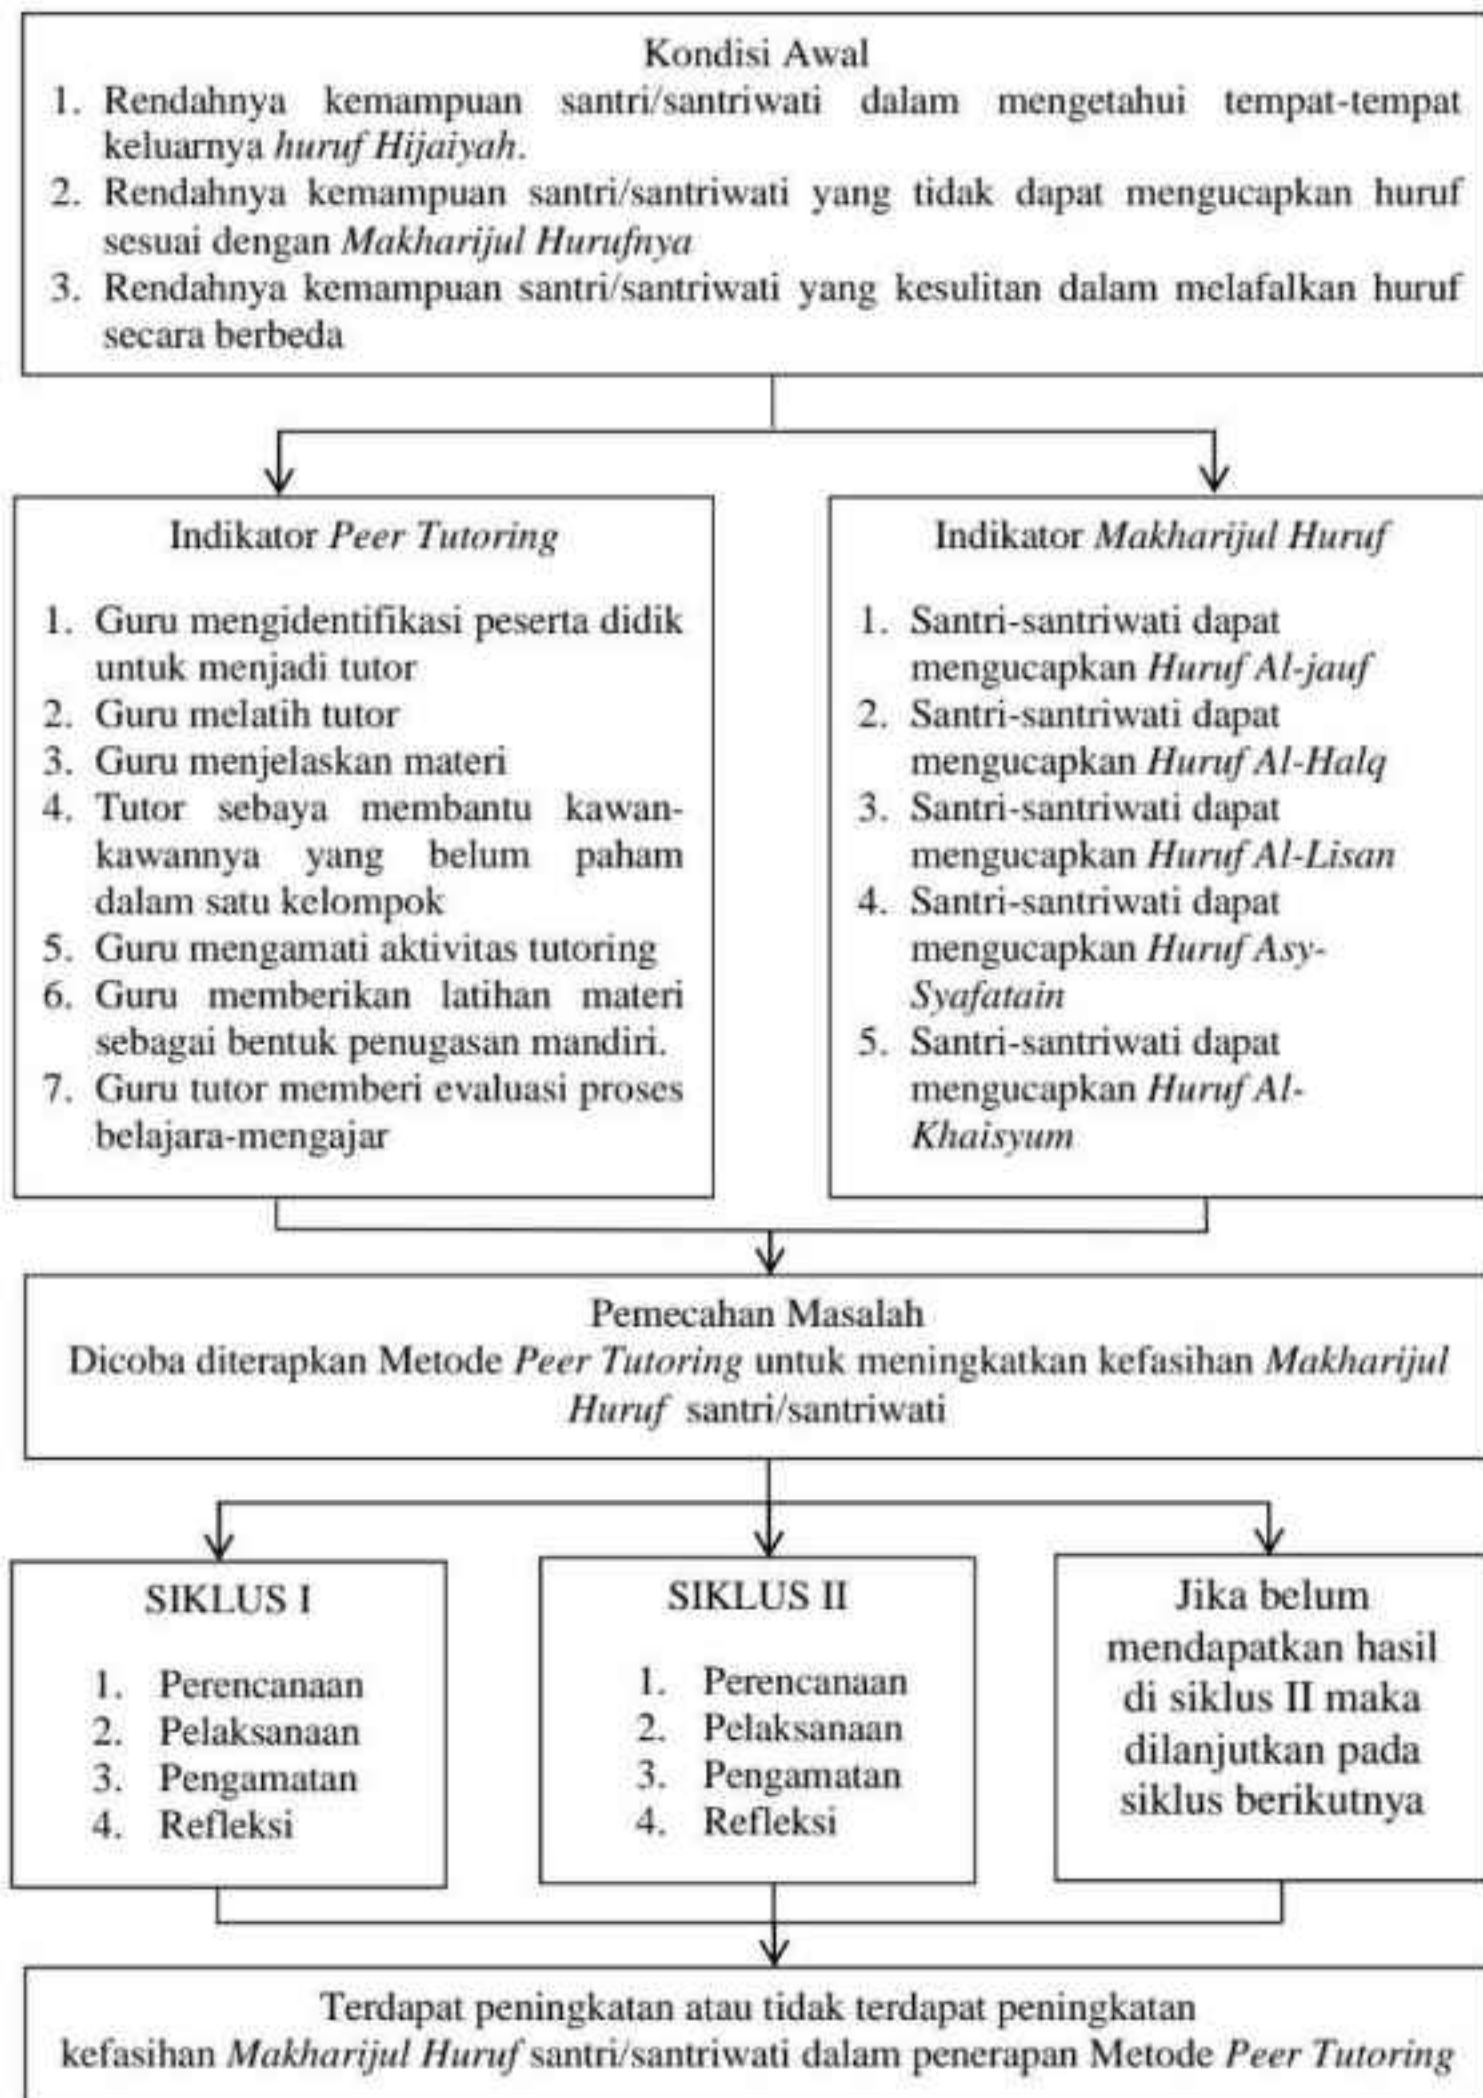 Kondisi Awal
1. Rendahnya kemampuan santri/santriwati dalam mengetahui tempat-tempat
keluarnya huruf Hijaiyah.
2. Rendahnya kemampuan santri/santriwati yang tidak dapat mengucapkan huruf
sesuai dengan Makharijul Hurufnya
3. Rendahnya kemampuan santri/santriwati yang kesulitan dalam melafalkan huruf
secara berbeda
Indikator Peer Tutoring
1. Guru mengidentifikasi peserta didik
untuk menjadi tutor
2. Guru melatih tutor
3. Guru menjelaskan materi
4. Tutor sebaya membantu kawan-
kawannya yang belum paham
dalam satu kelompok
5. Guru mengamati aktivitas tutoring
6. Guru memberikan latihan materi
sebagai bentuk penugasan mandiri.
7. Guru tutor memberi evaluasi proses
belajara-mengajar
Indikator Makharijul Huruf
1. Santri-santriwati dapat
mengucapkan Huruf Al-jauf
2. Santri-santriwati dapat
mengucapkan Huruf Al-Halq
3. Santri-santriwati dapat
mengucapkan Huruf Al-Lisan
4. Santri-santriwati dapat
mengucapkan Huruf Asy-
Syafatain
5. Santri-santriwati dapat
mengucapkan Huruf Al-
Khaisyum
Pemecahan Masalah
Dicoba diterapkan Metode Peer Tutoring untuk meningkatkan kefasihan Makharijul
Huruf santri/santriwati
SIKLUS I
1. Perencanaan
2. Pelaksanaan
3. Pengamatan
4. Refleksi
SIKLUS II
1. Perencanaan
2. Pelaksanaan
3. Pengamatan
4. Refleksi
Jika belum
mendapatkan hasil
di siklus II maka
dilanjutkan pada
siklus berikutnya
Terdapat peningkatan atau tidak terdapat peningkatan
kefasihan Makharijul Huruf santri/santriwati dalam penerapan Metode Peer Tutoring